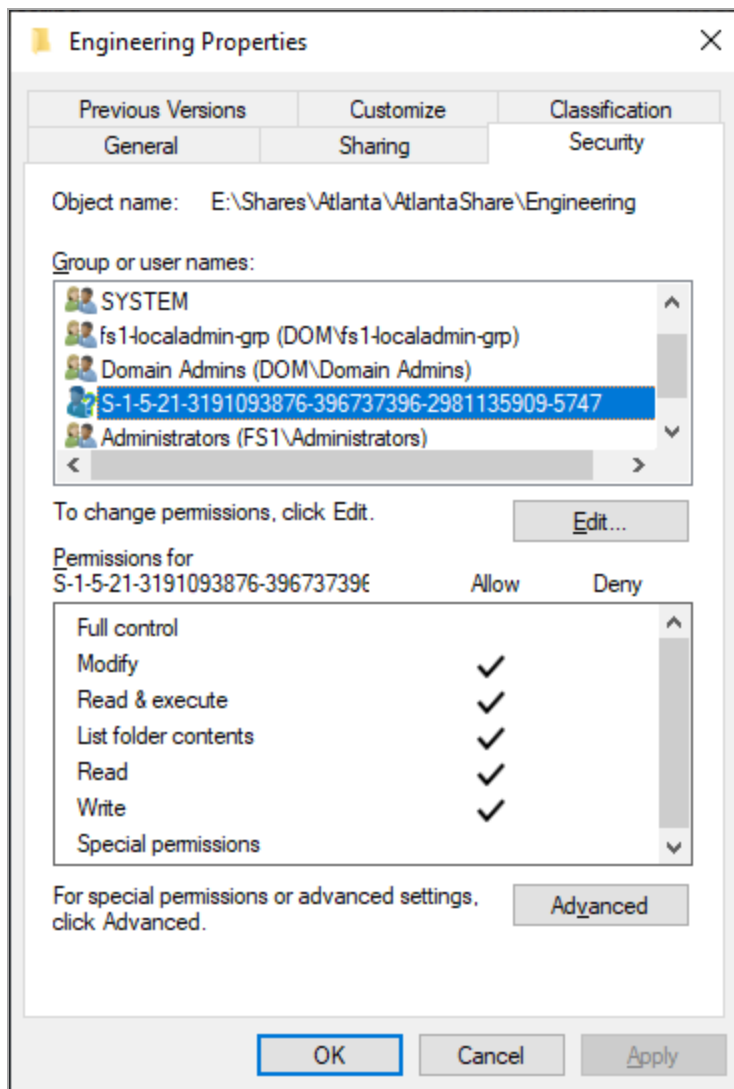 Engineering Properties
Previous Versions Customize Classification
General Sharing Security
Object name: E:\Shares\Atlanta\AtlantaShare\Engineering
Group or user names:
SYSTEM
fs1-localadmin-grp (DOM\fs1-localadmin-grp)
Domain Admins (DOM\Domain Admins)
S-1-5-21-3191093876-396737396-2981135909-5747
Administrators (FS1\Administrators)
To change permissions, click Edit.
Edit...
Permissions for
S-1-5-21-3191093876-396737396 Allow Deny
Full control
Modify
Read & execute
List folder contents
Read
Write
Special permissions
For special permissions or advanced settings,
click Advanced.
Advanced
OK Cancel Apply